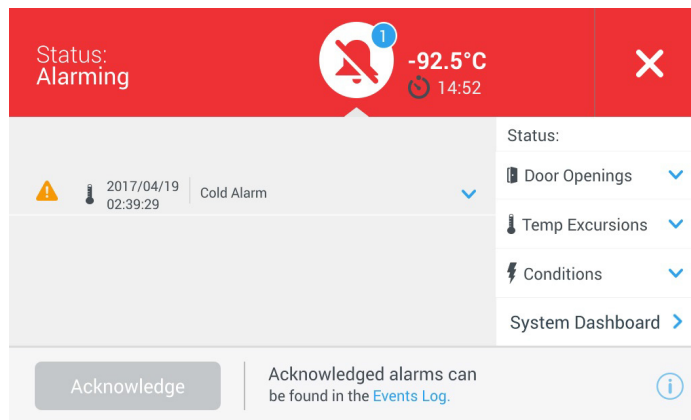 Status:
Alarming
1
-92.5°C
14:52
Status:
2017/04/19
02:39:29
Cold Alarm
Door Openings
Temp Excursions
Conditions
System Dashboard
Acknowledge
Acknowledged alarms can
be found in the Events Log.